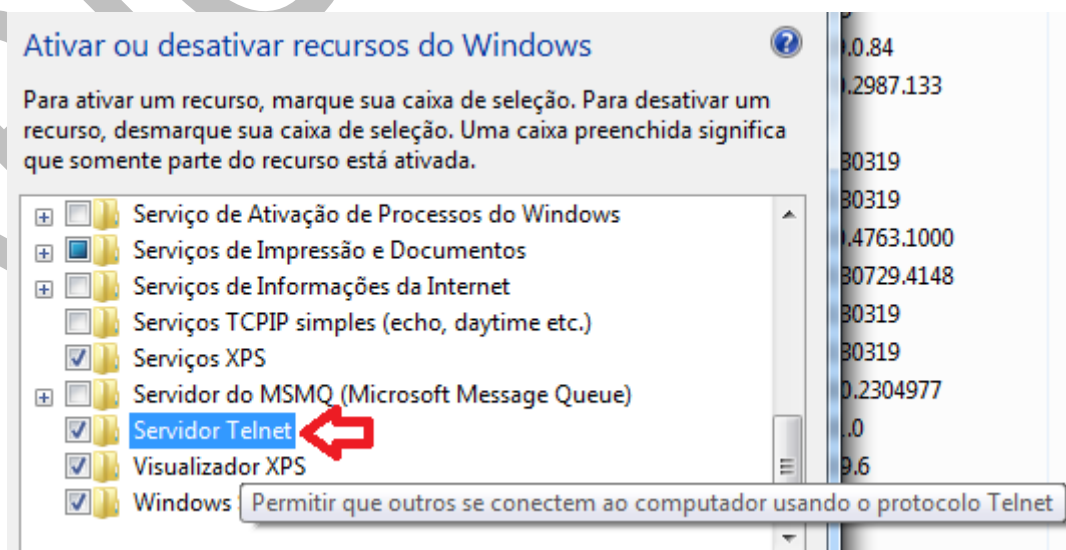 Ativar ou desativar recursos do Windows
Para ativar um recurso, marque sua caixa de seleção. Para desativar um
recurso, desmarque sua caixa de seleção. Uma caixa preenchida significa
que somente parte do recurso está ativada.
Serviço de Ativação de Processos do Windows
Serviços de Impressão e Documentos
Serviços de Informações da Internet
Serviços TCPIP simples (echo, daytime etc.)
Serviços XPS
Servidor do MSMQ (Microsoft Message Queue)
Servidor Telnet
Visualizador XPS
Windows
Permitir que outros se conectem ao computador usando o protocolo Telnet
.0.84
.2987.133
30319
30319
.4763.1000
30729.4148
30319
30319
0.2304977
.0
9.6